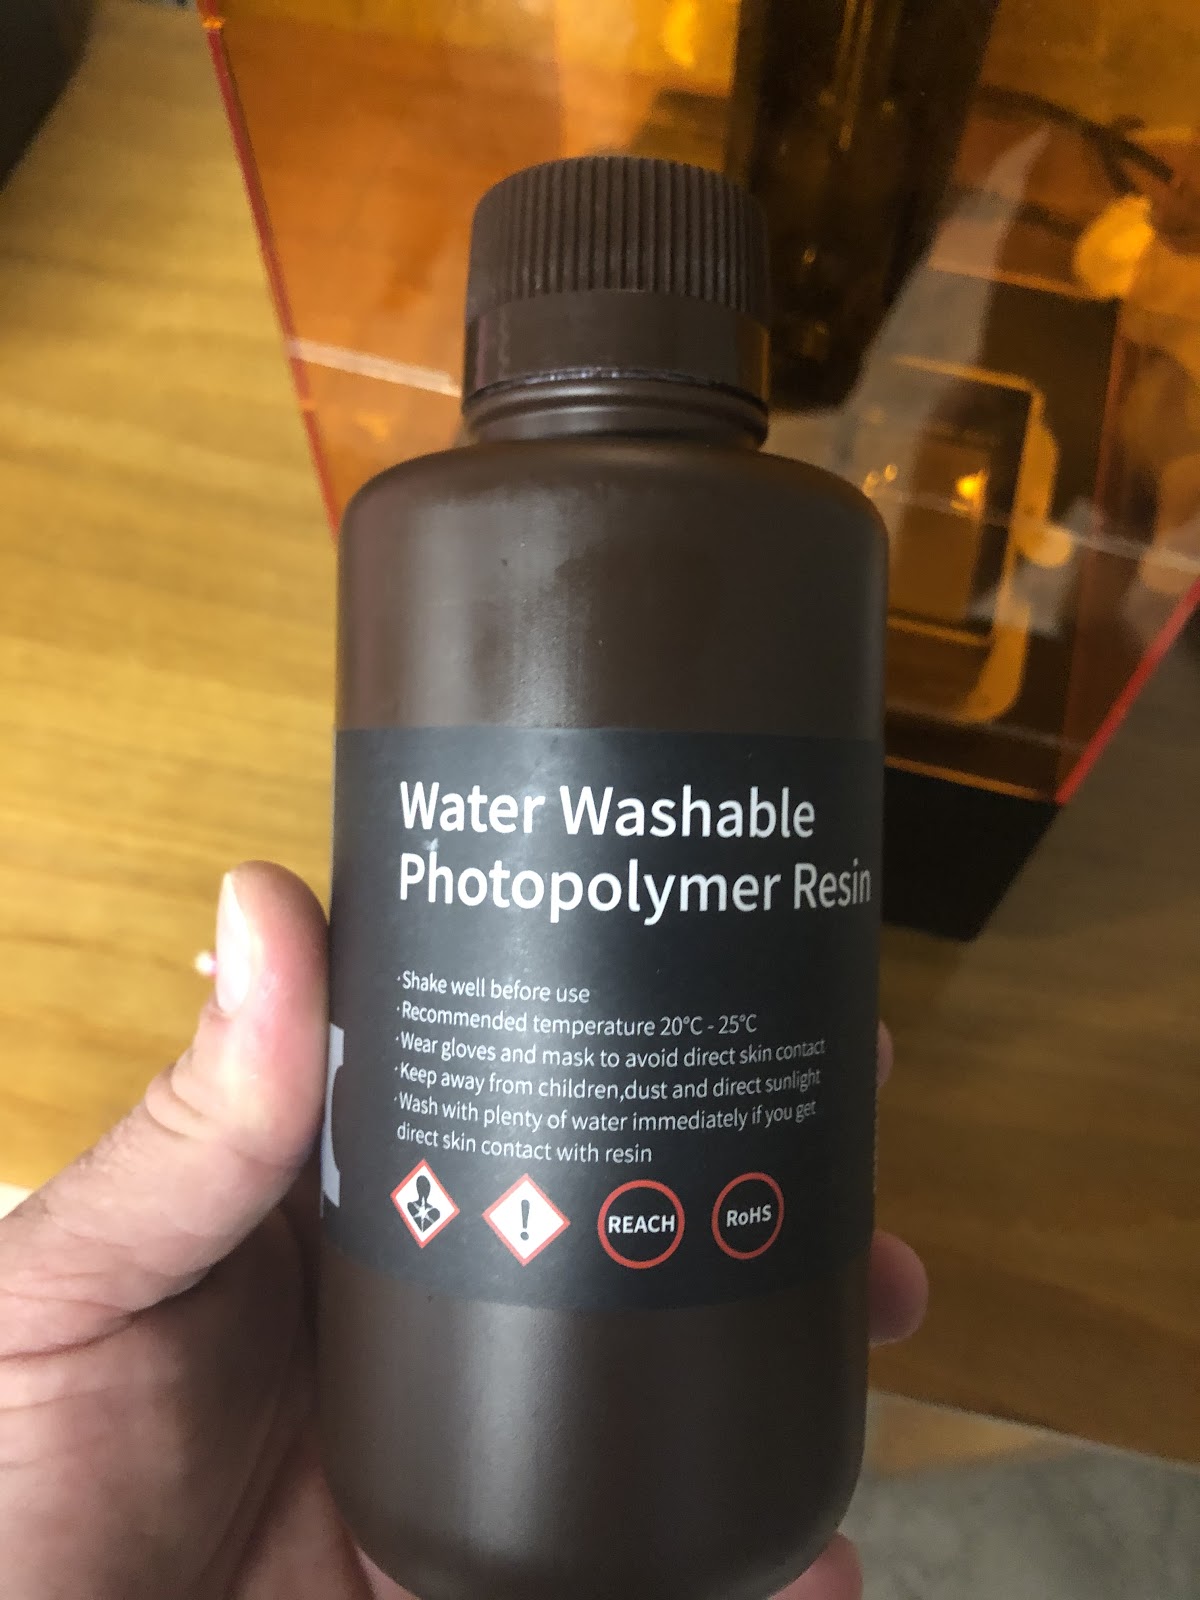 Water Washable
Photopolymer Resin
·Shake well before use
·Recommended temperature 20°C - 25°C
·Wear gloves and mask to avoid direct skin contact
·Keep away from children,dust and direct sunlight
·Wash with plenty of water immediately if you get
direct skin contact with resin
! REACH RoHS